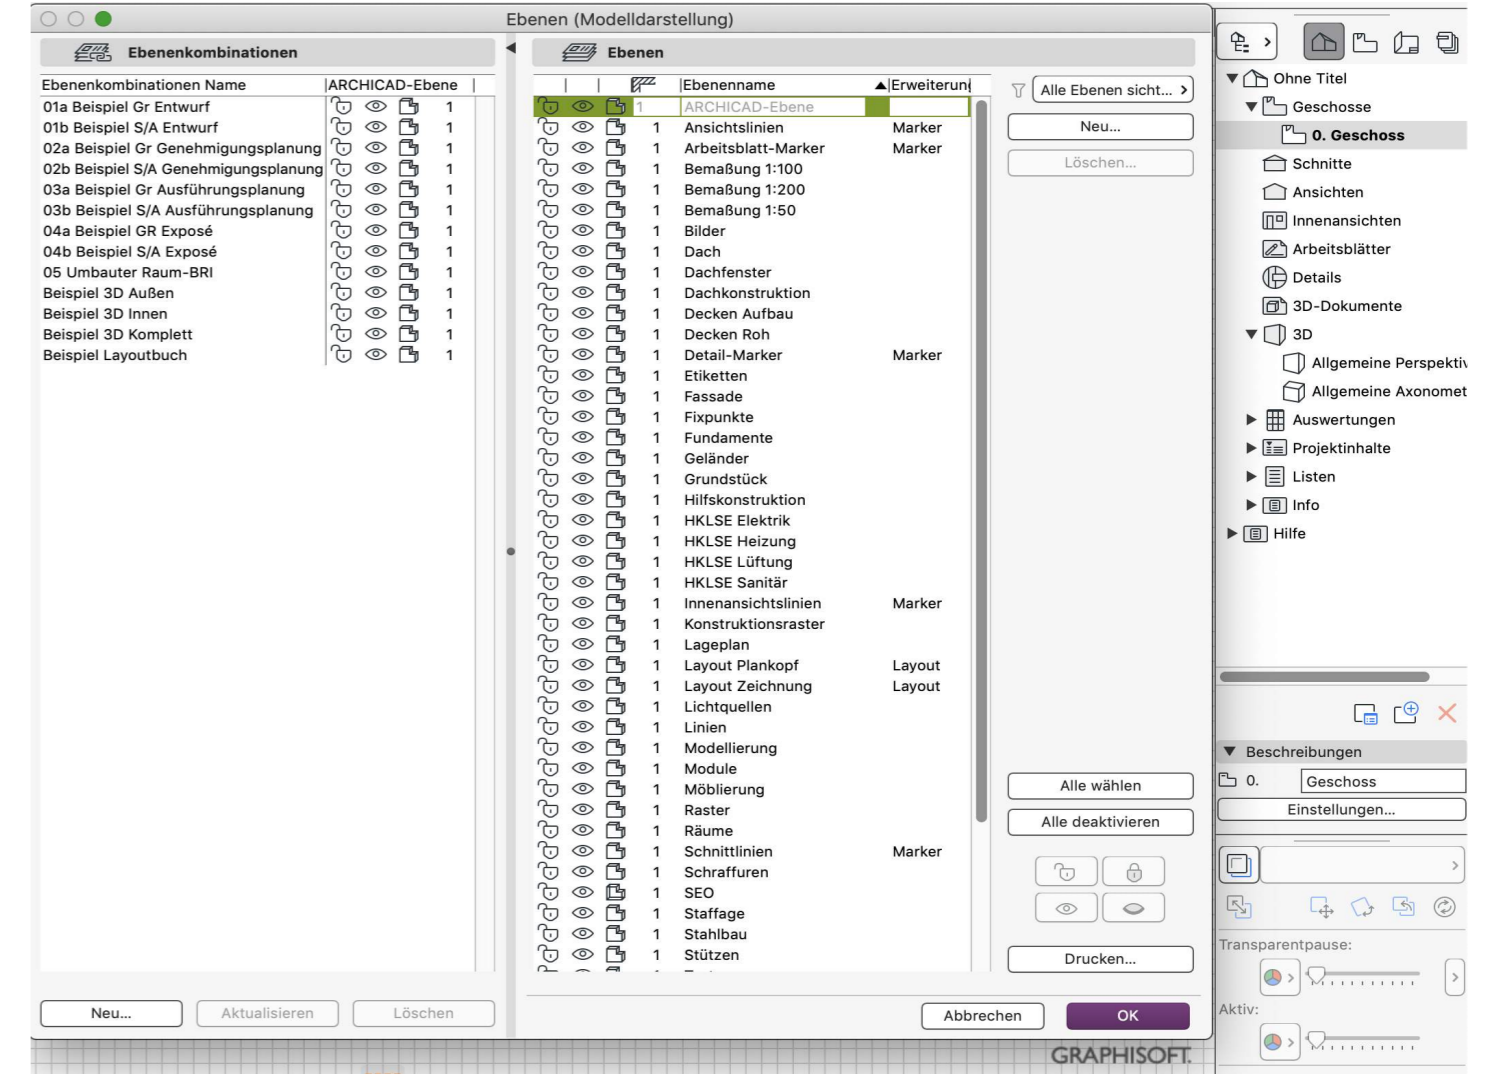 Ebenen (Modelldarstellung)
Ebenenkombinationen
Ebenenkombinationen Name ARCHICAD-Ebene
01a Beispiel Gr Entwurf 1
01b Beispiel S/A Entwurf 1
02a Beispiel Gr Genehmigungsplanung 1
02b Beispiel S/A Genehmigungsplanung 1
03a Beispiel Gr Ausführungsplanung 1
03b Beispiel S/A Ausführungsplanung 1
04a Beispiel GR Exposé 1
04b Beispiel S/A Exposé 1
05 Umbauter Raum-BRI 1
Beispiel 3D Außen 1
Beispiel 3D Innen 1
Beispiel 3D Komplett 1
Beispiel Layoutbuch 1
Neu...
Aktualisieren
Löschen
Ebenen
Ebenenname Erweiterung
1 ARCHICAD-Ebene
1 Ansichtslinien Marker
1 Arbeitsblatt-Marker Marker
1 Bemaßung 1:100
1 Bemaßung 1:200
1 Bemaßung 1:50
1 Bilder
1 Dach
1 Dachfenster
1 Dachkonstruktion
1 Decken Aufbau
1 Decken Roh
1 Detail-Marker Marker
1 Etiketten
1 Fassade
1 Fixpunkte
1 Fundamente
1 Geländer
1 Grundstück
1 Hilfskonstruktion
1 HKLSE Elektrik
1 HKLSE Heizung
1 HKLSE Lüftung
1 HKLSE Sanitär
1 Innenansichtslinien Marker
1 Konstruktionsraster
1 Lageplan
1 Layout Plankopf Layout
1 Layout Zeichnung Layout
1 Lichtquellen
1 Linien
1 Modellierung
1 Module
1 Möblierung
1 Raster
1 Räume
1 Schnittlinien Marker
1 Schraffuren
1 SEO
1 Staffage
1 Stahlbau
1 Stützen
Alle Ebenen sicht...
Neu...
Löschen...
Alle wählen
Alle deaktivieren
Drucken...
Abbrechen
OK
GRAPHISOFT.
Ohne Titel
Geschosse
0. Geschoss
Schnitte
Ansichten
Innenansichten
Arbeitsblätter
Details
3D-Dokumente
3D
Allgemeine Perspektiv
Allgemeine Axonomet
Auswertungen
Projektinhalte
Listen
Info
Hilfe
Beschreibungen
0. Geschoss
Einstellungen...
Transparentpause:
Aktiv: